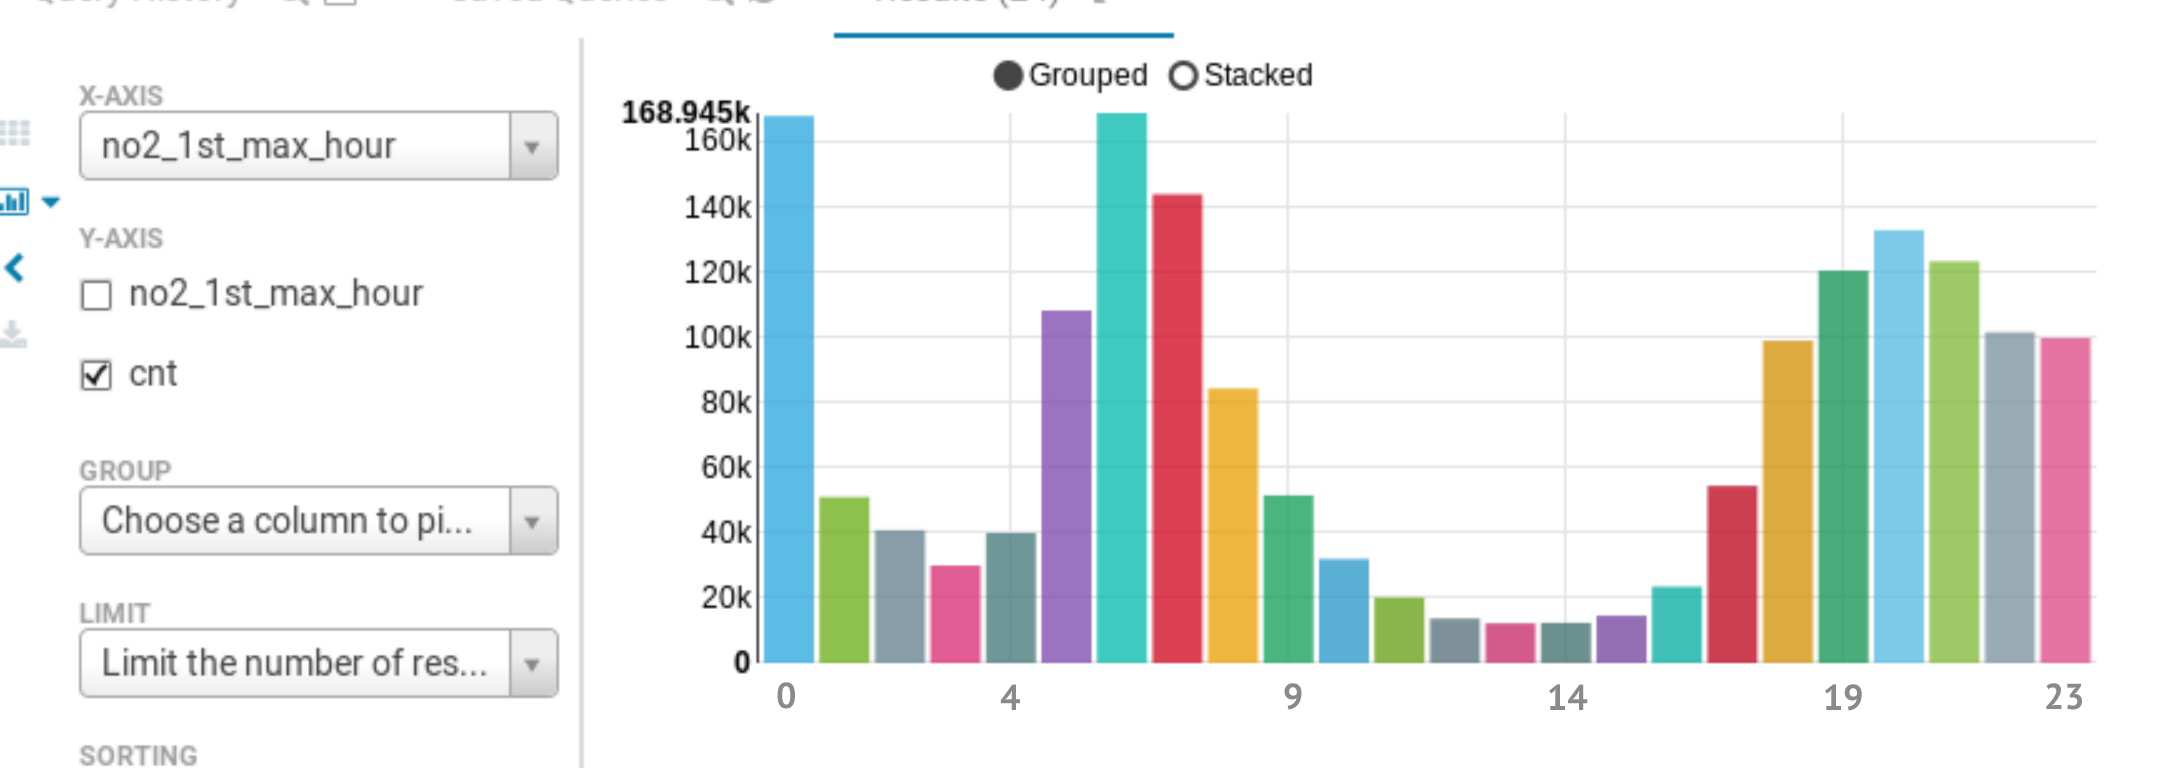 X-AXIS
no2_1st_max_hour
Y-AXIS
no2_1st_max_hour
cnt
GROUP
Choose a column to pi...
LIMIT
Limit the number of res...
SORTING
Grouped Stacked
168.945k
160k
140k
120k
100k
80k
60k
40k
20k
0
0 4 9 14 19 23